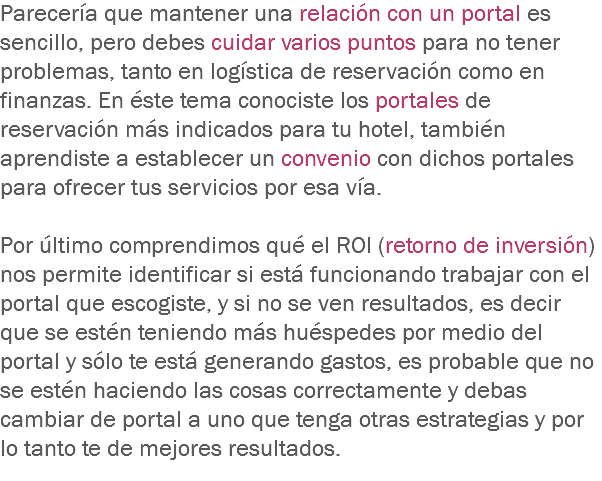 Parecería que mantener una relación con un portal es
sencillo, pero debes cuidar varios puntos para no tener
problemas, tanto en logística de reservación como en
finanzas. En éste tema conociste los portales de
reservación más indicados para tu hotel, también
aprendiste a establecer un convenio con dichos portales
para ofrecer tus servicios por esa vía.

Por último comprendimos qué el ROI (retorno de inversión)
nos permite identificar si está funcionando trabajar con el
portal que escogiste, y si no se ven resultados, es decir
que se estén teniendo más huéspedes por medio del
portal y sólo te está generando gastos, es probable que no
se estén haciendo las cosas correctamente y debas
cambiar de portal a uno que tenga otras estrategias y por
lo tanto te de mejores resultados.